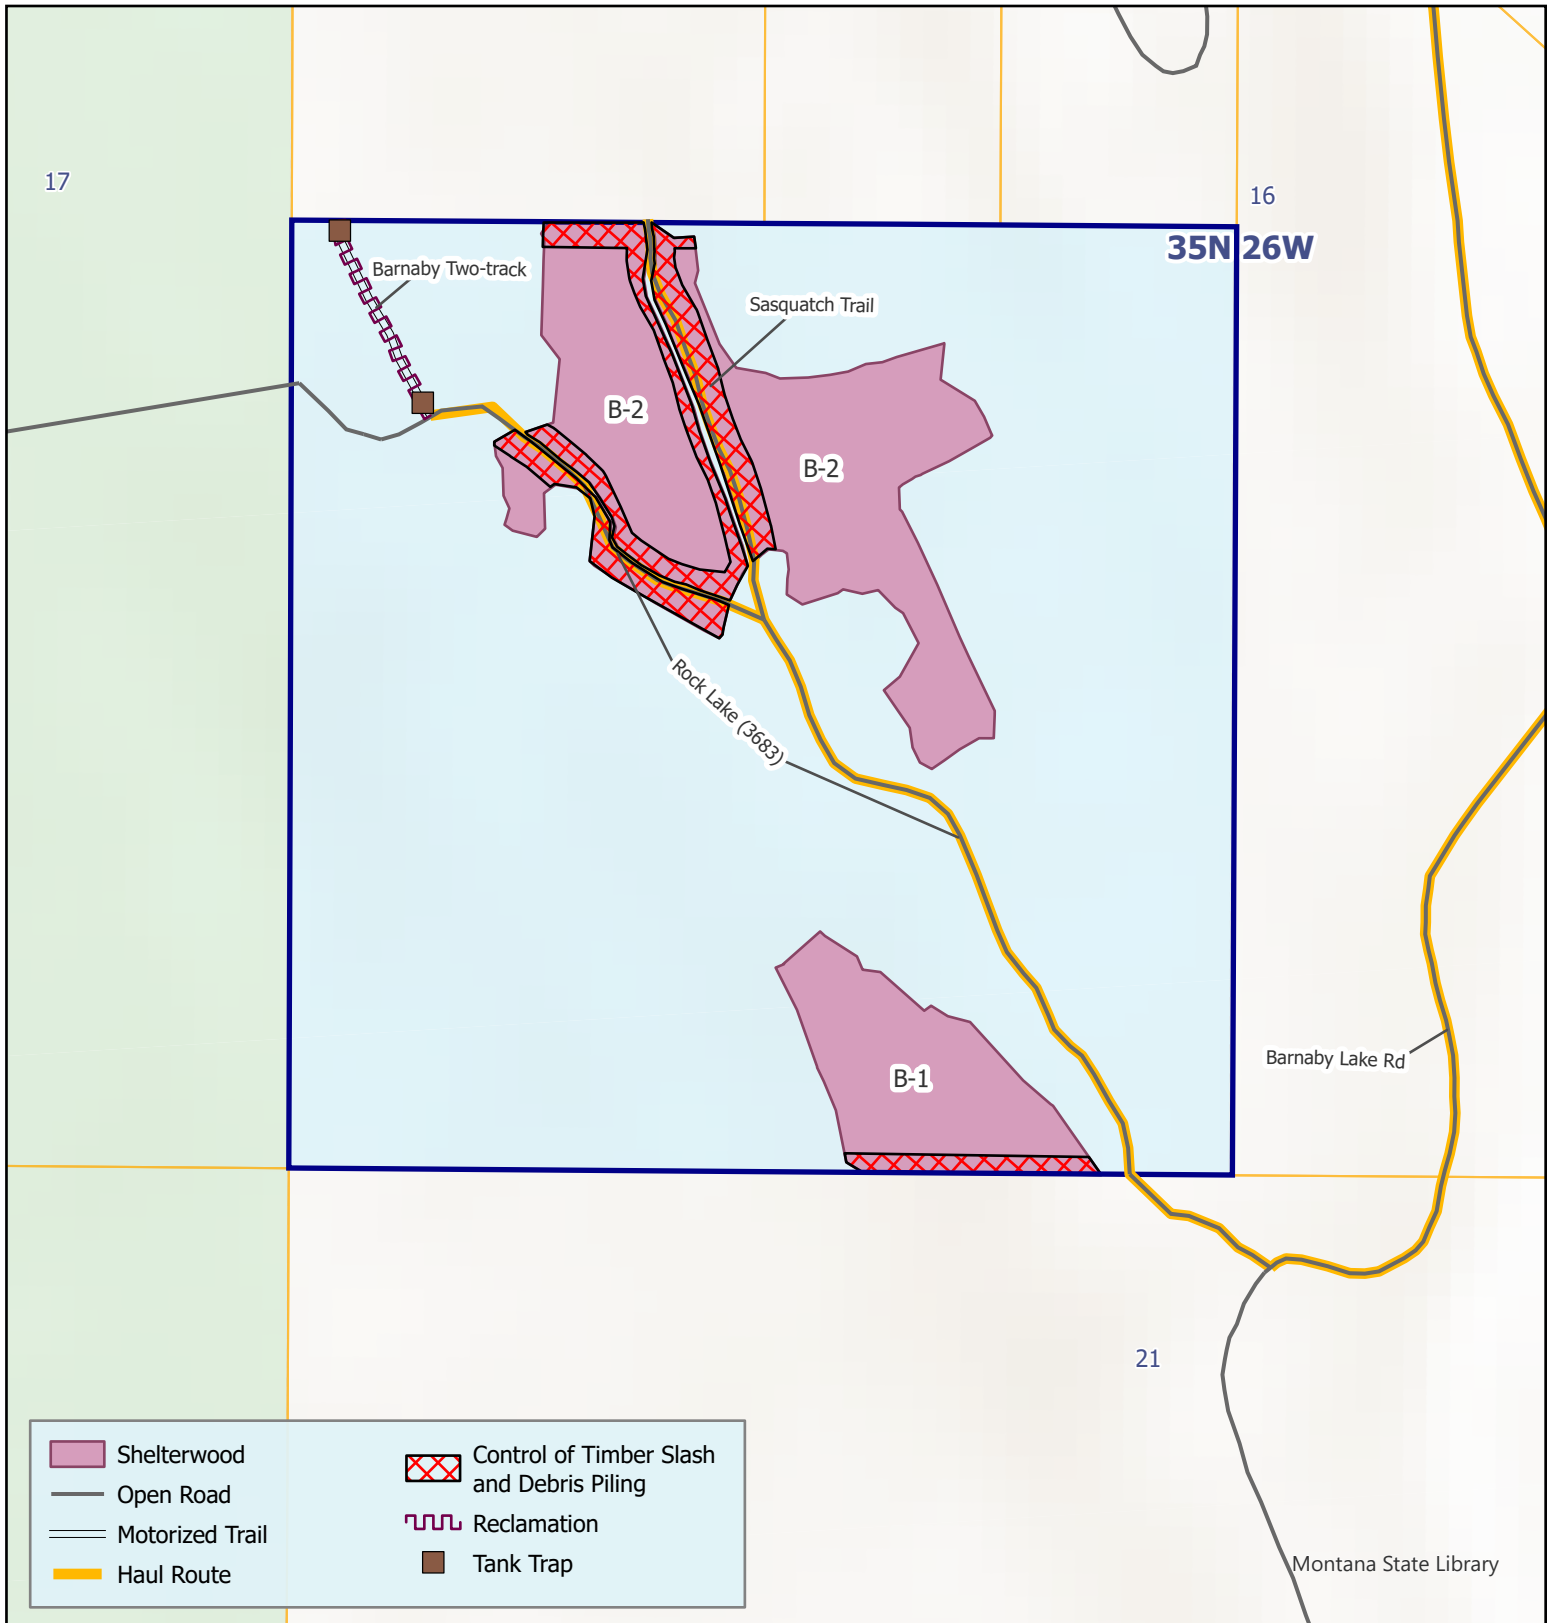 17
16
35N 26W
Barnaby Two-track
Sasquatch Trail
B-2
B-2
Rock Lake (3683)
Barnaby Lake Rd
B-1
21
Shelterwood
Open Road
Motorized Trail
Haul Route
Control of Timber Slash
and Debris Piling
Reclamation
Tank Trap
Montana State Library